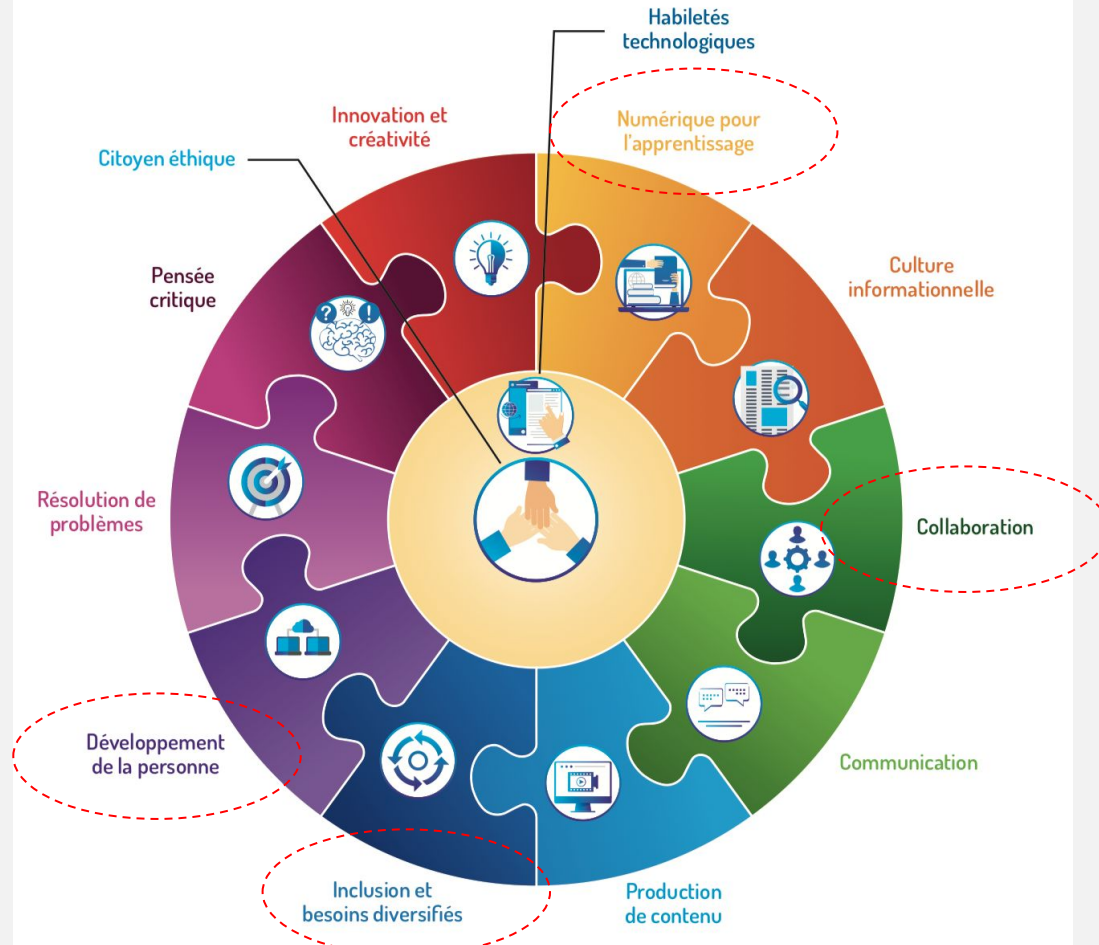 Habiletés
technologiques
Innovation et
créativité
Numérique pour
l'apprentissage
Citoyen éthique
Pensée
critique
Culture
informationnelle
Résolution de
problèmes
Collaboration
Développement
de la personne
Communication
Inclusion et
besoins diversifiés
Production
de contenu
? !